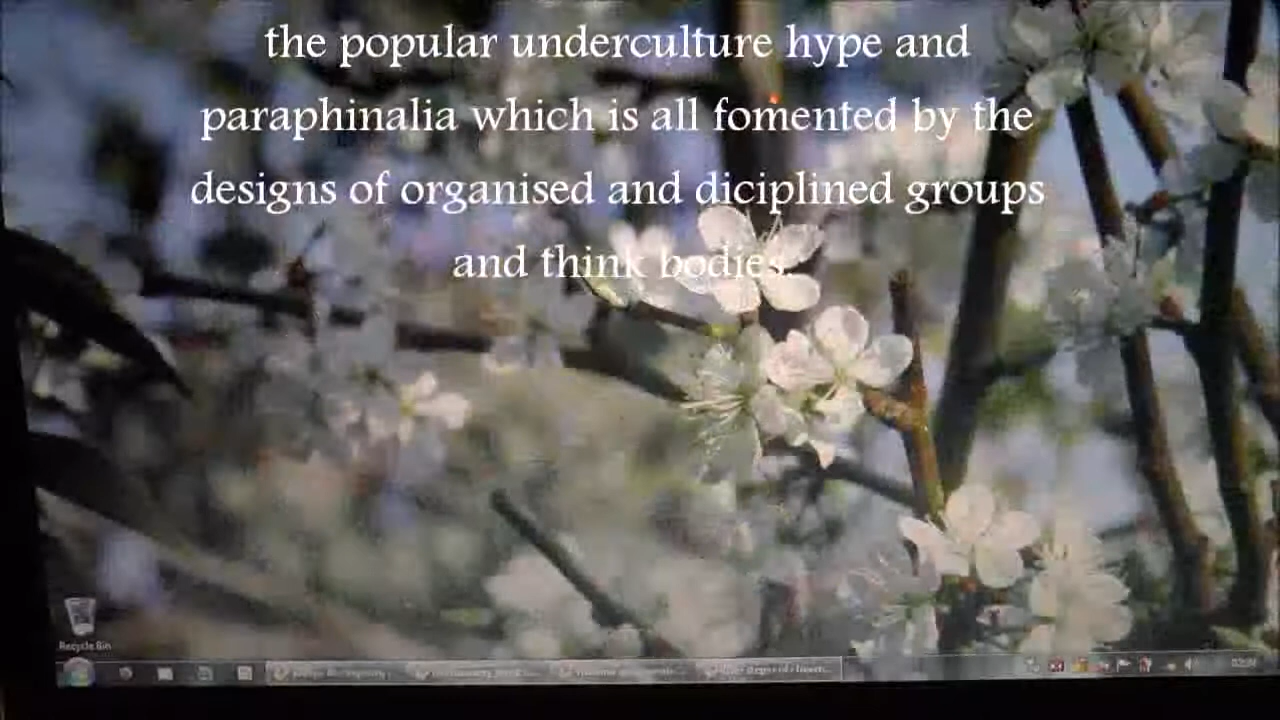 the popular underculture hype and
paraphinalia which is all fomented by the
designs of organised and diciplined groups
and think bodies.
Recycle Bin